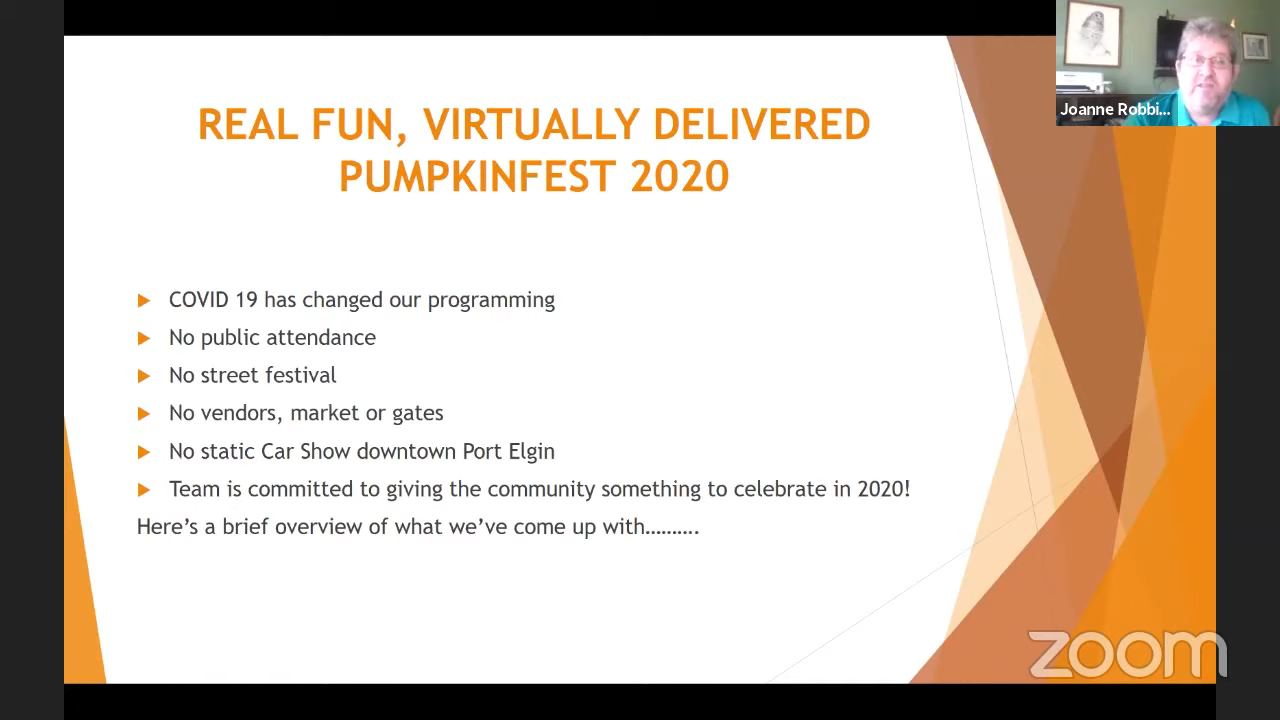 REAL FUN, VIRTUALLY DELIVERED
PUMPKINFEST 2020
COVID 19 has changed our programming
No public attendance
No street festival
No vendors, market or gates
No static Car Show downtown Port Elgin
Team is committed to giving the community something to celebrate in 2020!
Here’s a brief overview of what we’ve come up with……….
Joanne Robbi...
zoom